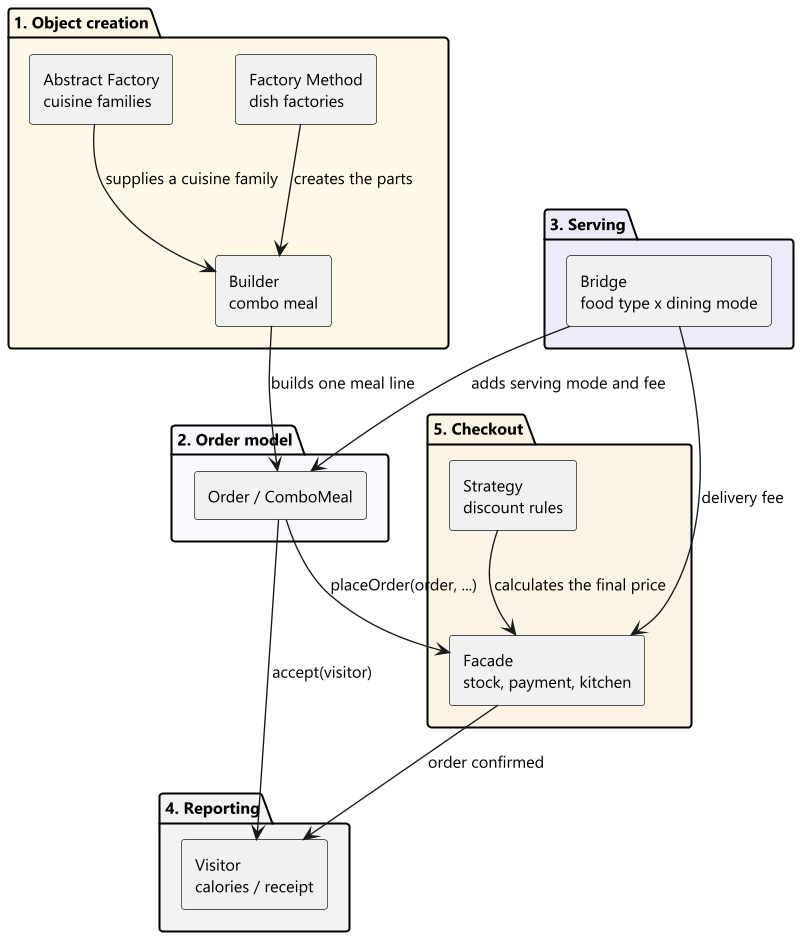 1. Object creation
Abstract Factory
cuisine families
Factory Method
dish factories
supplies a cuisine family
creates the parts
Builder
combo meal
3. Serving
Bridge
food type x dining mode
builds one meal line
adds serving mode and fee
2. Order model
Order / ComboMeal
5. Checkout
Strategy
discount rules
delivery fee
placeOrder(order, ...)
calculates the final price
Facade
stock, payment, kitchen
accept(visitor)
order confirmed
4. Reporting
Visitor
calories / receipt